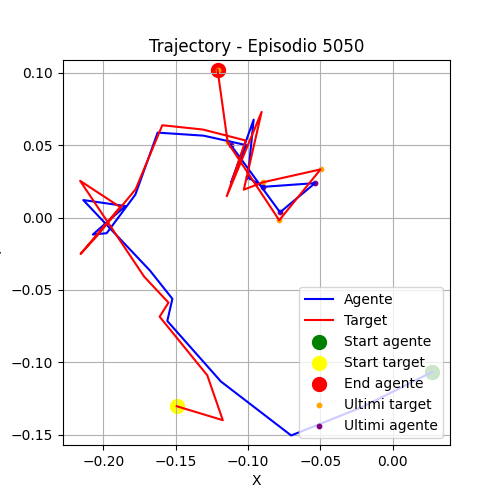 Trajectory - Episodio 5050
0.10
0.05
0.00
−0.05
−0.10
−0.15
−0.20
−0.15
−0.10
−0.05
0.00
X
Agente
Target
Start agente
Start target
End agente
Ultimi target
Ultimi agente